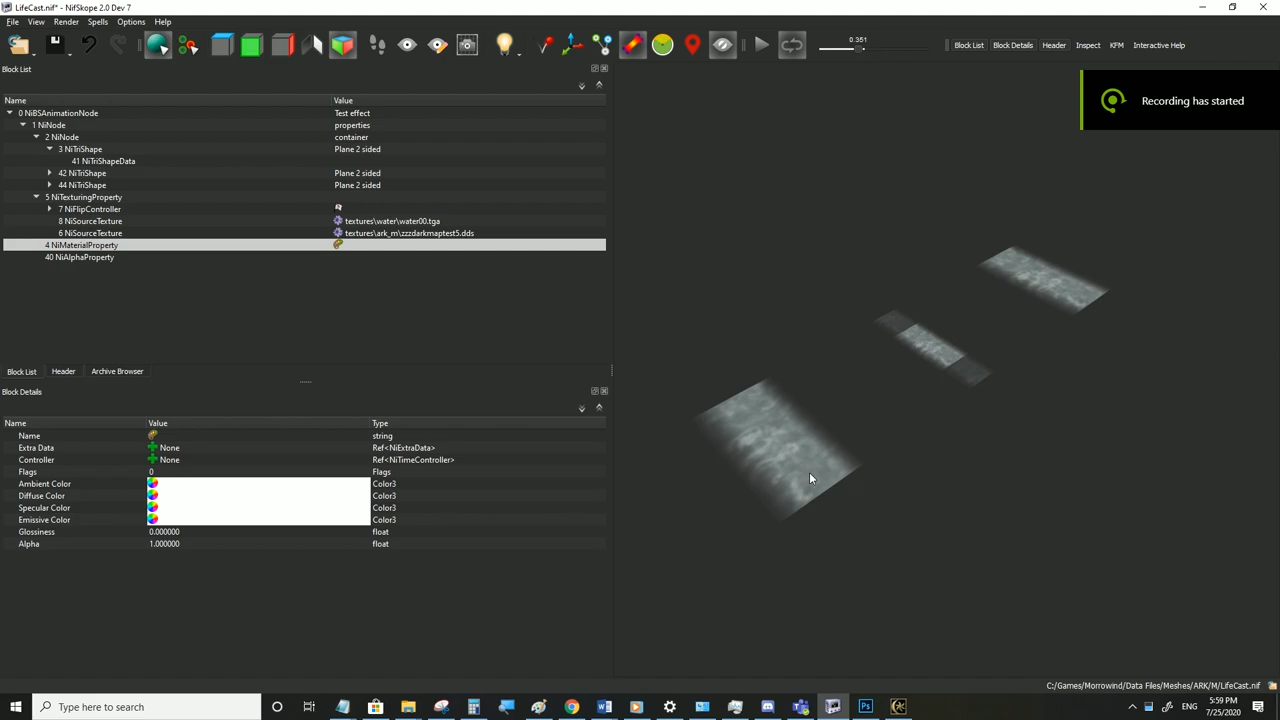 LifeCast.nif* - NifSkope 2.0 Dev 7
File View Render Spells Options Help
0.351
Block List Block Details Header Inspect KFM Interactive Help
Block List
Name Value
0 NiBSAnimationNode Test effect
1 NiNode properties
2 NiNode container
3 NiTriShape Plane 2 sided
41 NiTriShapeData
42 NiTriShape Plane 2 sided
44 NiTriShape Plane 2 sided
5 NiTexturingProperty
7 NiFlipController
8 NiSourceTexture textures\water\water00.tga
6 NiSourceTexture textures\ark_m\zzzdarkmaptest5.dds
4 NiMaterialProperty
40 NiAlphaProperty
Recording has started
Block List Header Archive Browser
Block Details
Name Value Type
Name string
Extra Data None Ref<NiExtraData>
Controller None Ref<NiTimeController>
Flags 0 Flags
Ambient Color Color3
Diffuse Color Color3
Specular Color Color3
Emissive Color Color3
Glossiness 0.000000 float
Alpha 1.000000 float
C:/Games/Morrowind/Data Files/Meshes/ARK/M/LifeCast.nif
Type here to search
ENG
5:59 PM
7/25/2020